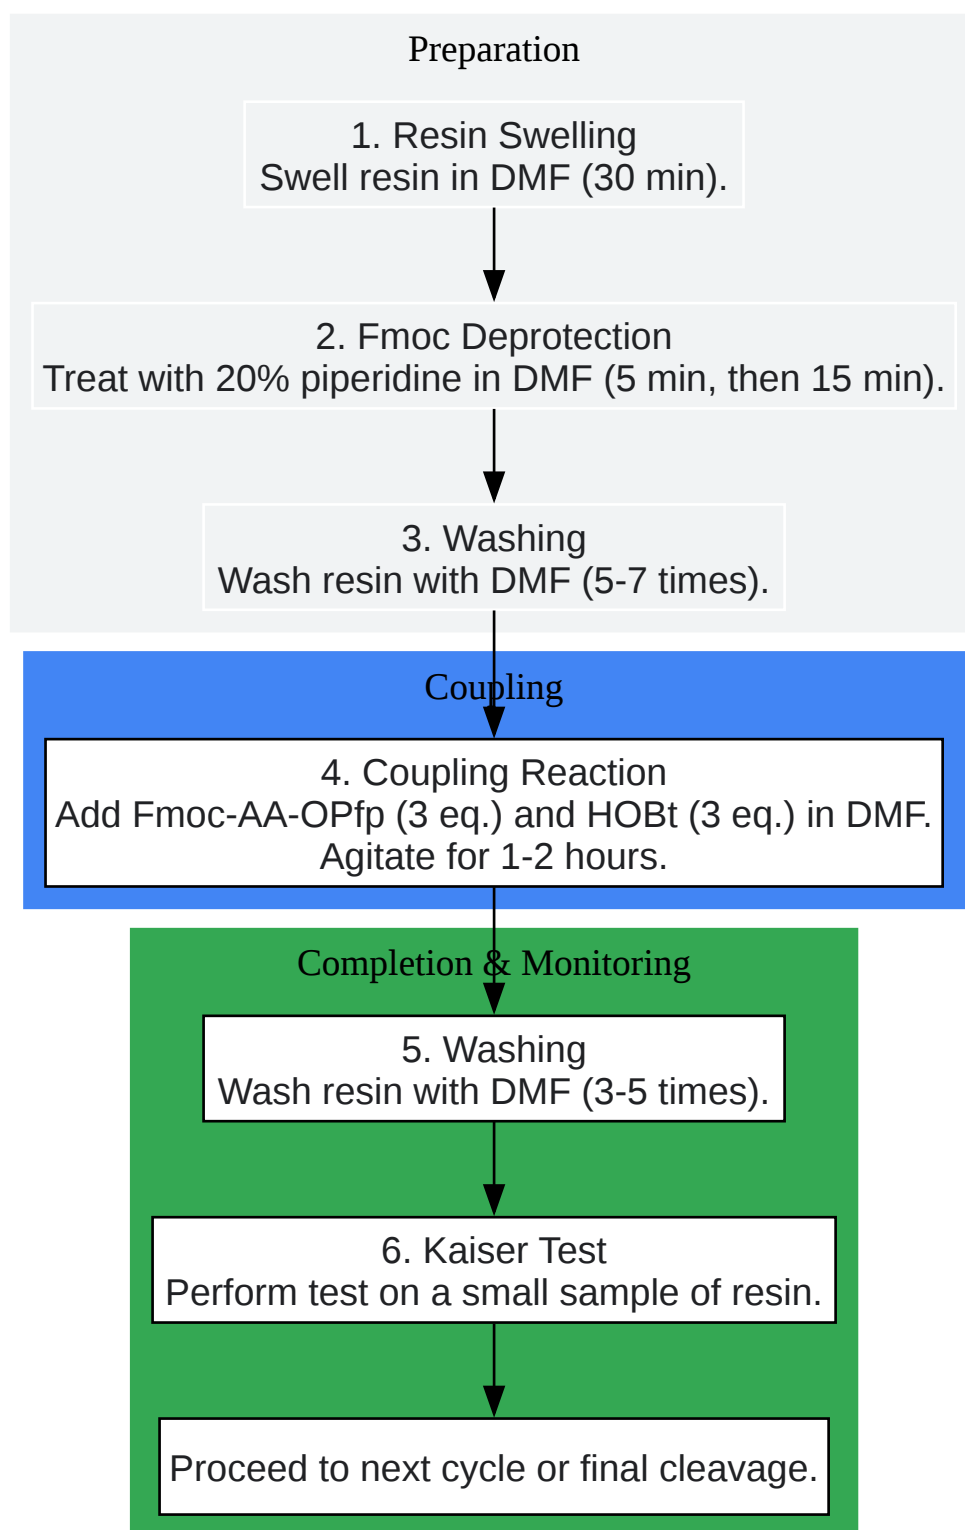 Preparation
1. Resin Swelling
Swell resin in DMF (30 min).
2. Fmoc Deprotection
Treat with 20% piperidine in DMF (5 min, then 15 min).
3. Washing
Wash resin with DMF (5-7 times).
Coupling
4. Coupling Reaction
Add Fmoc-AA-OPfp (3 eq.) and HOBt (3 eq.) in DMF.
Agitate for 1-2 hours.
Completion & Monitoring
5. Washing
Wash resin with DMF (3-5 times).
6. Kaiser Test
Perform test on a small sample of resin.
Proceed to next cycle or final cleavage.